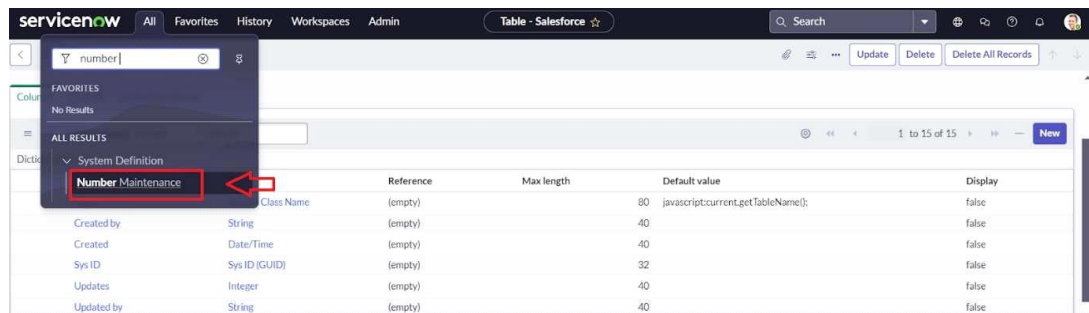 servicenow All Favorites History Workspaces Admin Table - Salesforce ☆ Search
number Update Delete Delete All Records
FAVORITES
No Results
ALL RESULTS 1 to 15 of 15 New
System Definition
Number Maintenance
Reference Max length Default value Display
Class Name (empty) 80 javascript:current.getTableName(); false
Created by String (empty) 40 false
Created Date/Time (empty) 40 false
Sys ID Sys ID (GUID) (empty) 32 false
Updates Integer (empty) 40 false
Updated by String (empty) 40 false